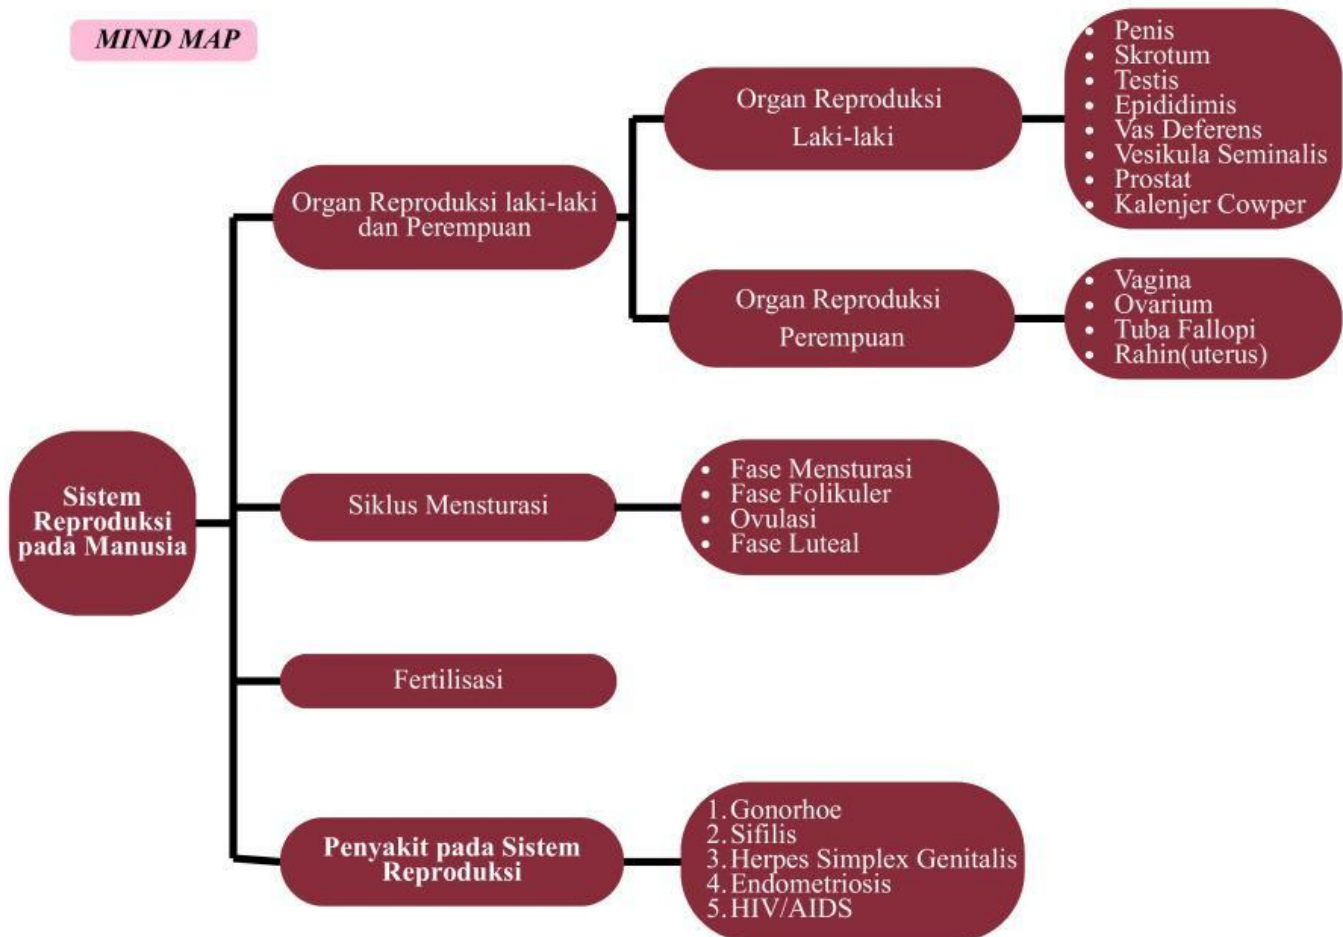 MIND MAP
Organ Reproduksi
Laki-laki
• Penis
• Skrotum
• Testis
• Epididimis
• Vas Deferens
• Vesikula Seminalis
• Prostat
• Kalenjer Cowper
Organ Reproduksi laki-laki
dan Perempuan
Organ Reproduksi
Perempuan
• Vagina
• Ovarium
• Tuba Fallopi
• Rahin(uterus)
Sistem
Reproduksi
pada Manusia
Siklus Mensturasi
• Fase Mensturasi
• Fase Folikuler
• Ovulasi
• Fase Luteal
Fertilisasi
Penyakit pada Sistem
Reproduksi
1. Gonorhoe
2. Sifilis
3. Herpes Simplex Genitalis
4. Endometriosis
5. HIV/AIDS